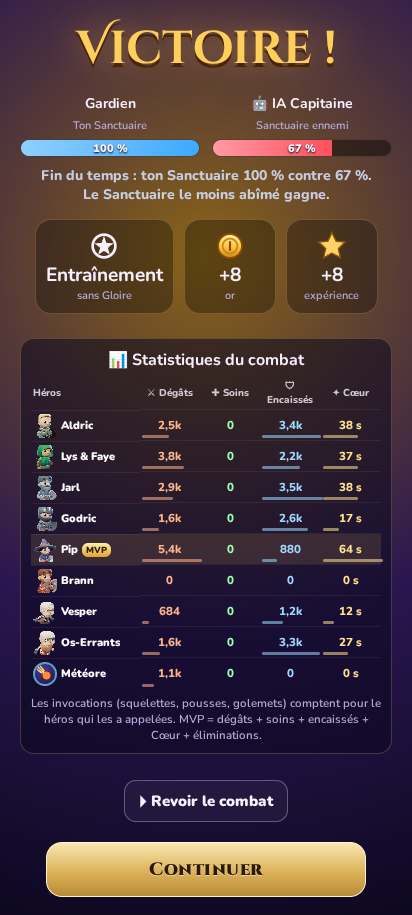 VICTOIRE !
Gardien
🤖 IA Capitaine
Ton Sanctuaire
Sanctuaire ennemi
100 %
67 %
Fin du temps : ton Sanctuaire 100 % contre 67 %.
Le Sanctuaire le moins abîmé gagne.
Entraînement
sans Gloire
+8
or
+8
expérience
📊 Statistiques du combat
Héros ⚔ Dégâts ✚ Soins 🛡 Encaissés ✦ Cœur
Aldric 2,5k 0 3,4k 38 s
Lys & Faye 3,8k 0 2,2k 37 s
Jarl 2,9k 0 3,5k 38 s
Godric 1,6k 0 2,6k 17 s
Pip MVP 5,4k 0 880 64 s
Brann 0 0 0 0 s
Vesper 684 0 1,2k 12 s
Os-Errants 1,6k 0 3,3k 27 s
Météore 1,1k 0 0 0 s
Les invocations (squelettes, pousses, golemets) comptent pour le
héros qui les a appelées. MVP = dégâts + soins + encaissés +
Cœur + éliminations.
Revoir le combat
CONTINUER